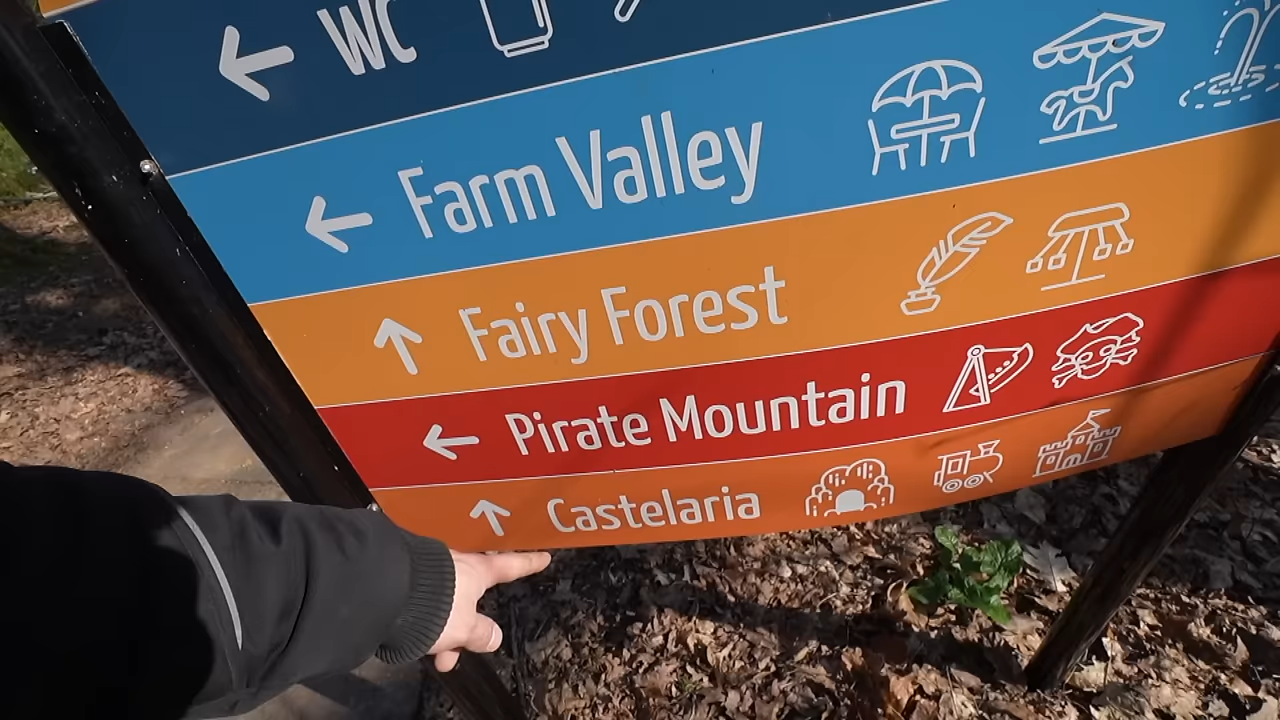 WC
Farm Valley
Fairy Forest
Pirate Mountain
Castelaria